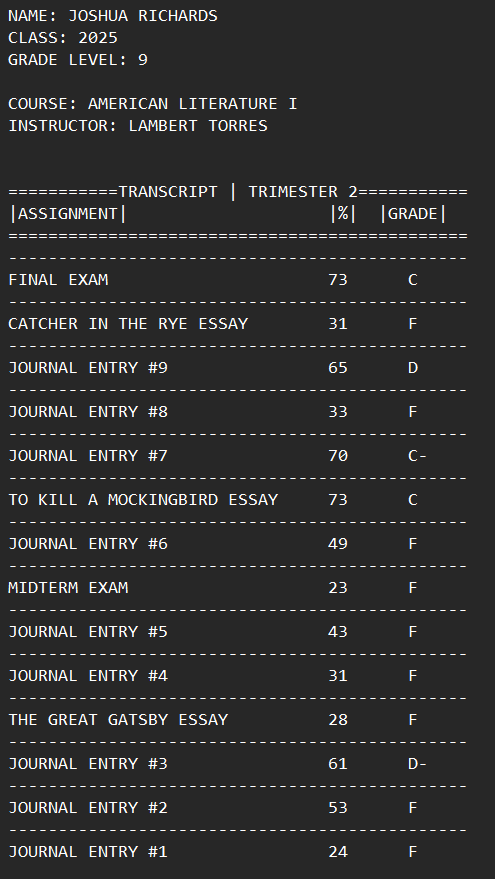 NAME: JOSHUA RICHARDS
CLASS: 2025
GRADE LEVEL: 9
COURSE: AMERICAN LITERATURE I
INSTRUCTOR: LAMBERT TORRES
===========TRANSCRIPT | TRIMESTER 2===========
|ASSIGNMENT| |%| |GRADE|
==============================================
----------------------------------------------
FINAL EXAM 73 C
----------------------------------------------
CATCHER IN THE RYE ESSAY 31 F
----------------------------------------------
JOURNAL ENTRY #9 65 D
----------------------------------------------
JOURNAL ENTRY #8 33 F
----------------------------------------------
JOURNAL ENTRY #7 70 C-
----------------------------------------------
TO KILL A MOCKINGBIRD ESSAY 73 C
----------------------------------------------
JOURNAL ENTRY #6 49 F
----------------------------------------------
MIDTERM EXAM 23 F
----------------------------------------------
JOURNAL ENTRY #5 43 F
----------------------------------------------
JOURNAL ENTRY #4 31 F
----------------------------------------------
THE GREAT GATSBY ESSAY 28 F
----------------------------------------------
JOURNAL ENTRY #3 61 D-
----------------------------------------------
JOURNAL ENTRY #2 53 F
----------------------------------------------
JOURNAL ENTRY #1 24 F